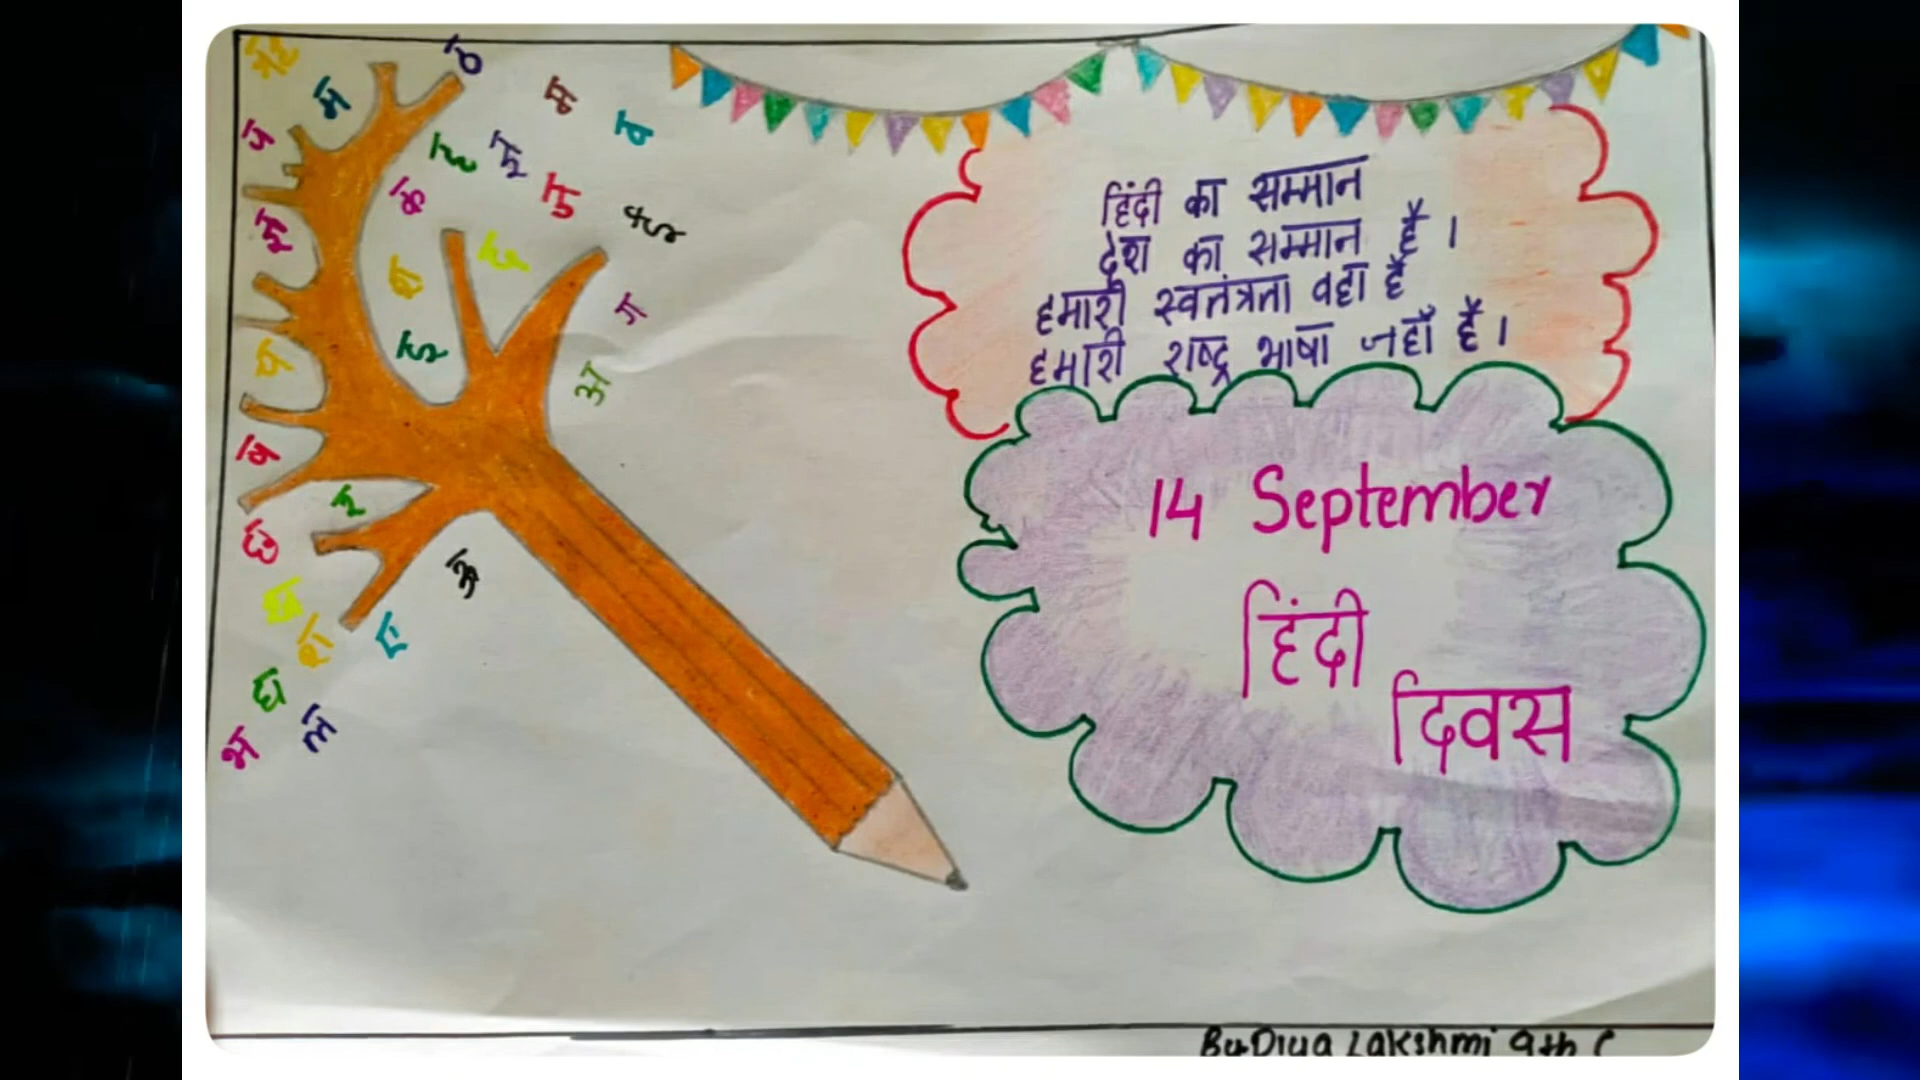 हिंदी का सम्मान
देश का सम्मान है।
हमारी स्वतंत्रता वहा है
हमारी राष्ट्र भाषा जहाँ है।
14 September
हिंदी
दिवस
By Diya Lakshmi 9th C